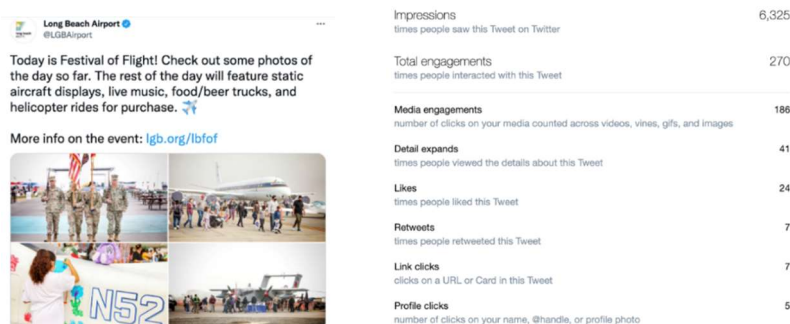 Long Beach Airport
@LGBAirport
Today is Festival of Flight! Check out some photos of
the day so far. The rest of the day will feature static
aircraft displays, live music, food/beer trucks, and
helicopter rides for purchase. ✈️
More info on the event: lgb.org/lbfof
N52
Impressions 6,325
times people saw this Tweet on Twitter
Total engagements 270
times people interacted with this Tweet
Media engagements 186
number of clicks on your media counted across videos, vines, gifs, and images
Detail expands 41
times people viewed the details about this Tweet
Likes 24
times people liked this Tweet
Retweets 7
times people retweeted this Tweet
Link clicks 7
clicks on a URL or Card in this Tweet
Profile clicks 5
number of clicks on your name, @handle, or profile photo